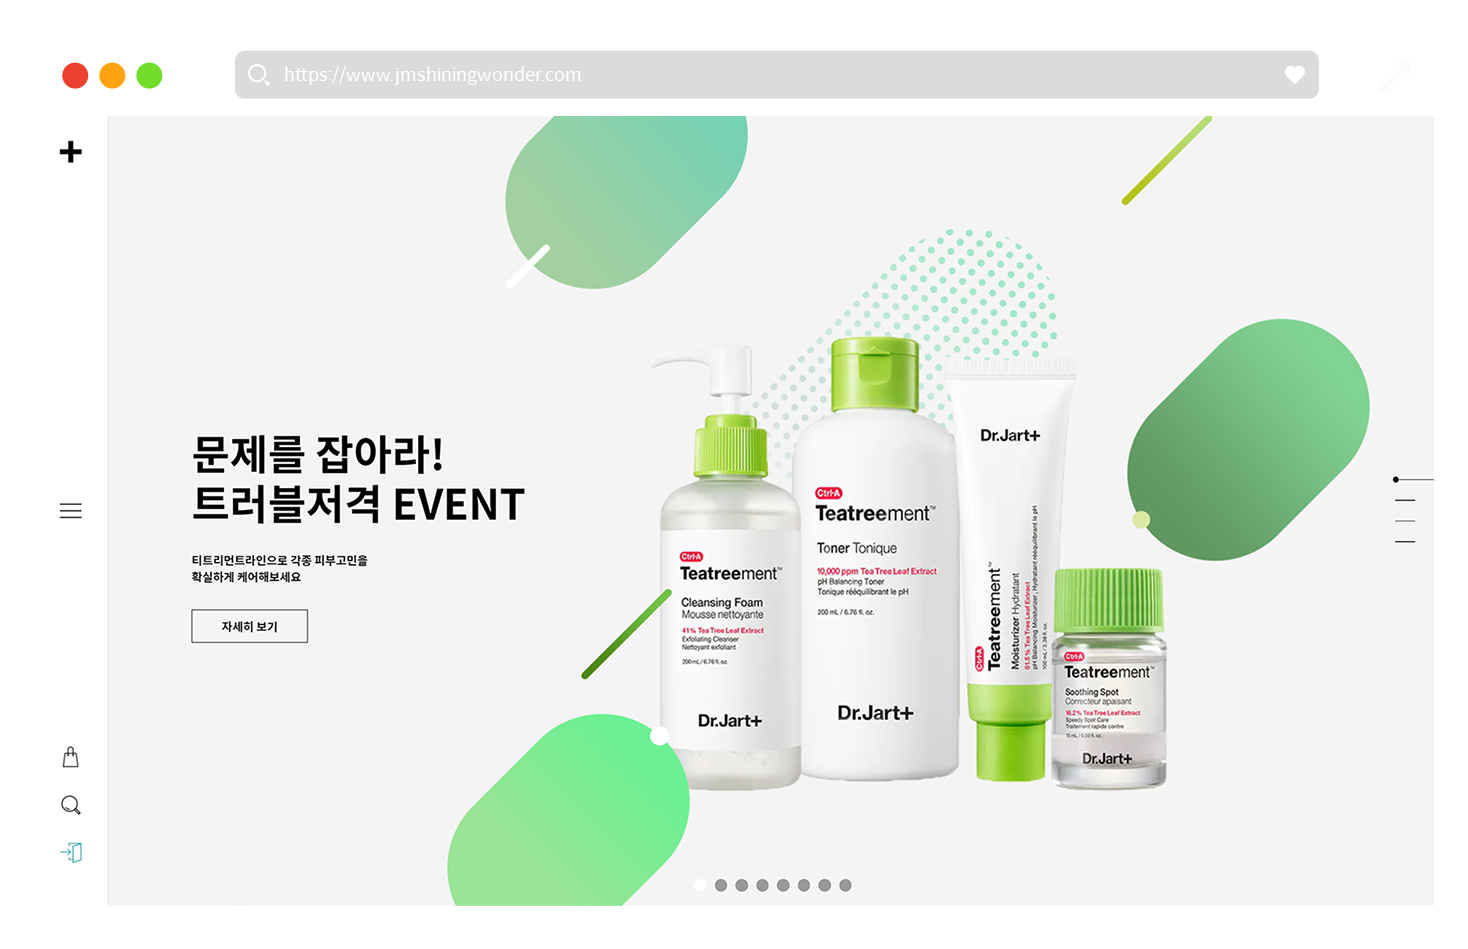 https://www.jmshiningwonder.com
문제를 잡아라!
트러블저격 EVENT
티트리먼트라인으로 각종 피부고민을
확실하게 케어해보세요
자세히 보기
Ctrl+A
Teatreement™
Cleansing Foam
Mousse nettoyante
41% Tea Tree Leaf Extract
Exfoliating Cleanser
Nettoyant exfoliant
200 mL / 6.76 fl. oz.
Dr.Jart+
Ctrl+A
Teatreement™
Toner Tonique
10,000 ppm Tea Tree Leaf Extract
pH Balancing Toner
Tonique rééquilibrant le pH
200 mL / 6.76 fl. oz.
Dr.Jart+
Dr.Jart+
Ctrl+A
Teatreement™
Moisturizer Hydratant
81.5% Tea Tree Leaf Extract
pH Balancing Moisturizer, Hydratant rééquilibrant le pH
100 mL / 3.38 fl. oz.
Ctrl+A
Teatreement™
Soothing Spot
Correcteur apaisant
16.2% Tea Tree Leaf Extract
Speedy Spot Care
Traitement rapide contre
15 mL / 0.50 fl. oz.
Dr.Jart+